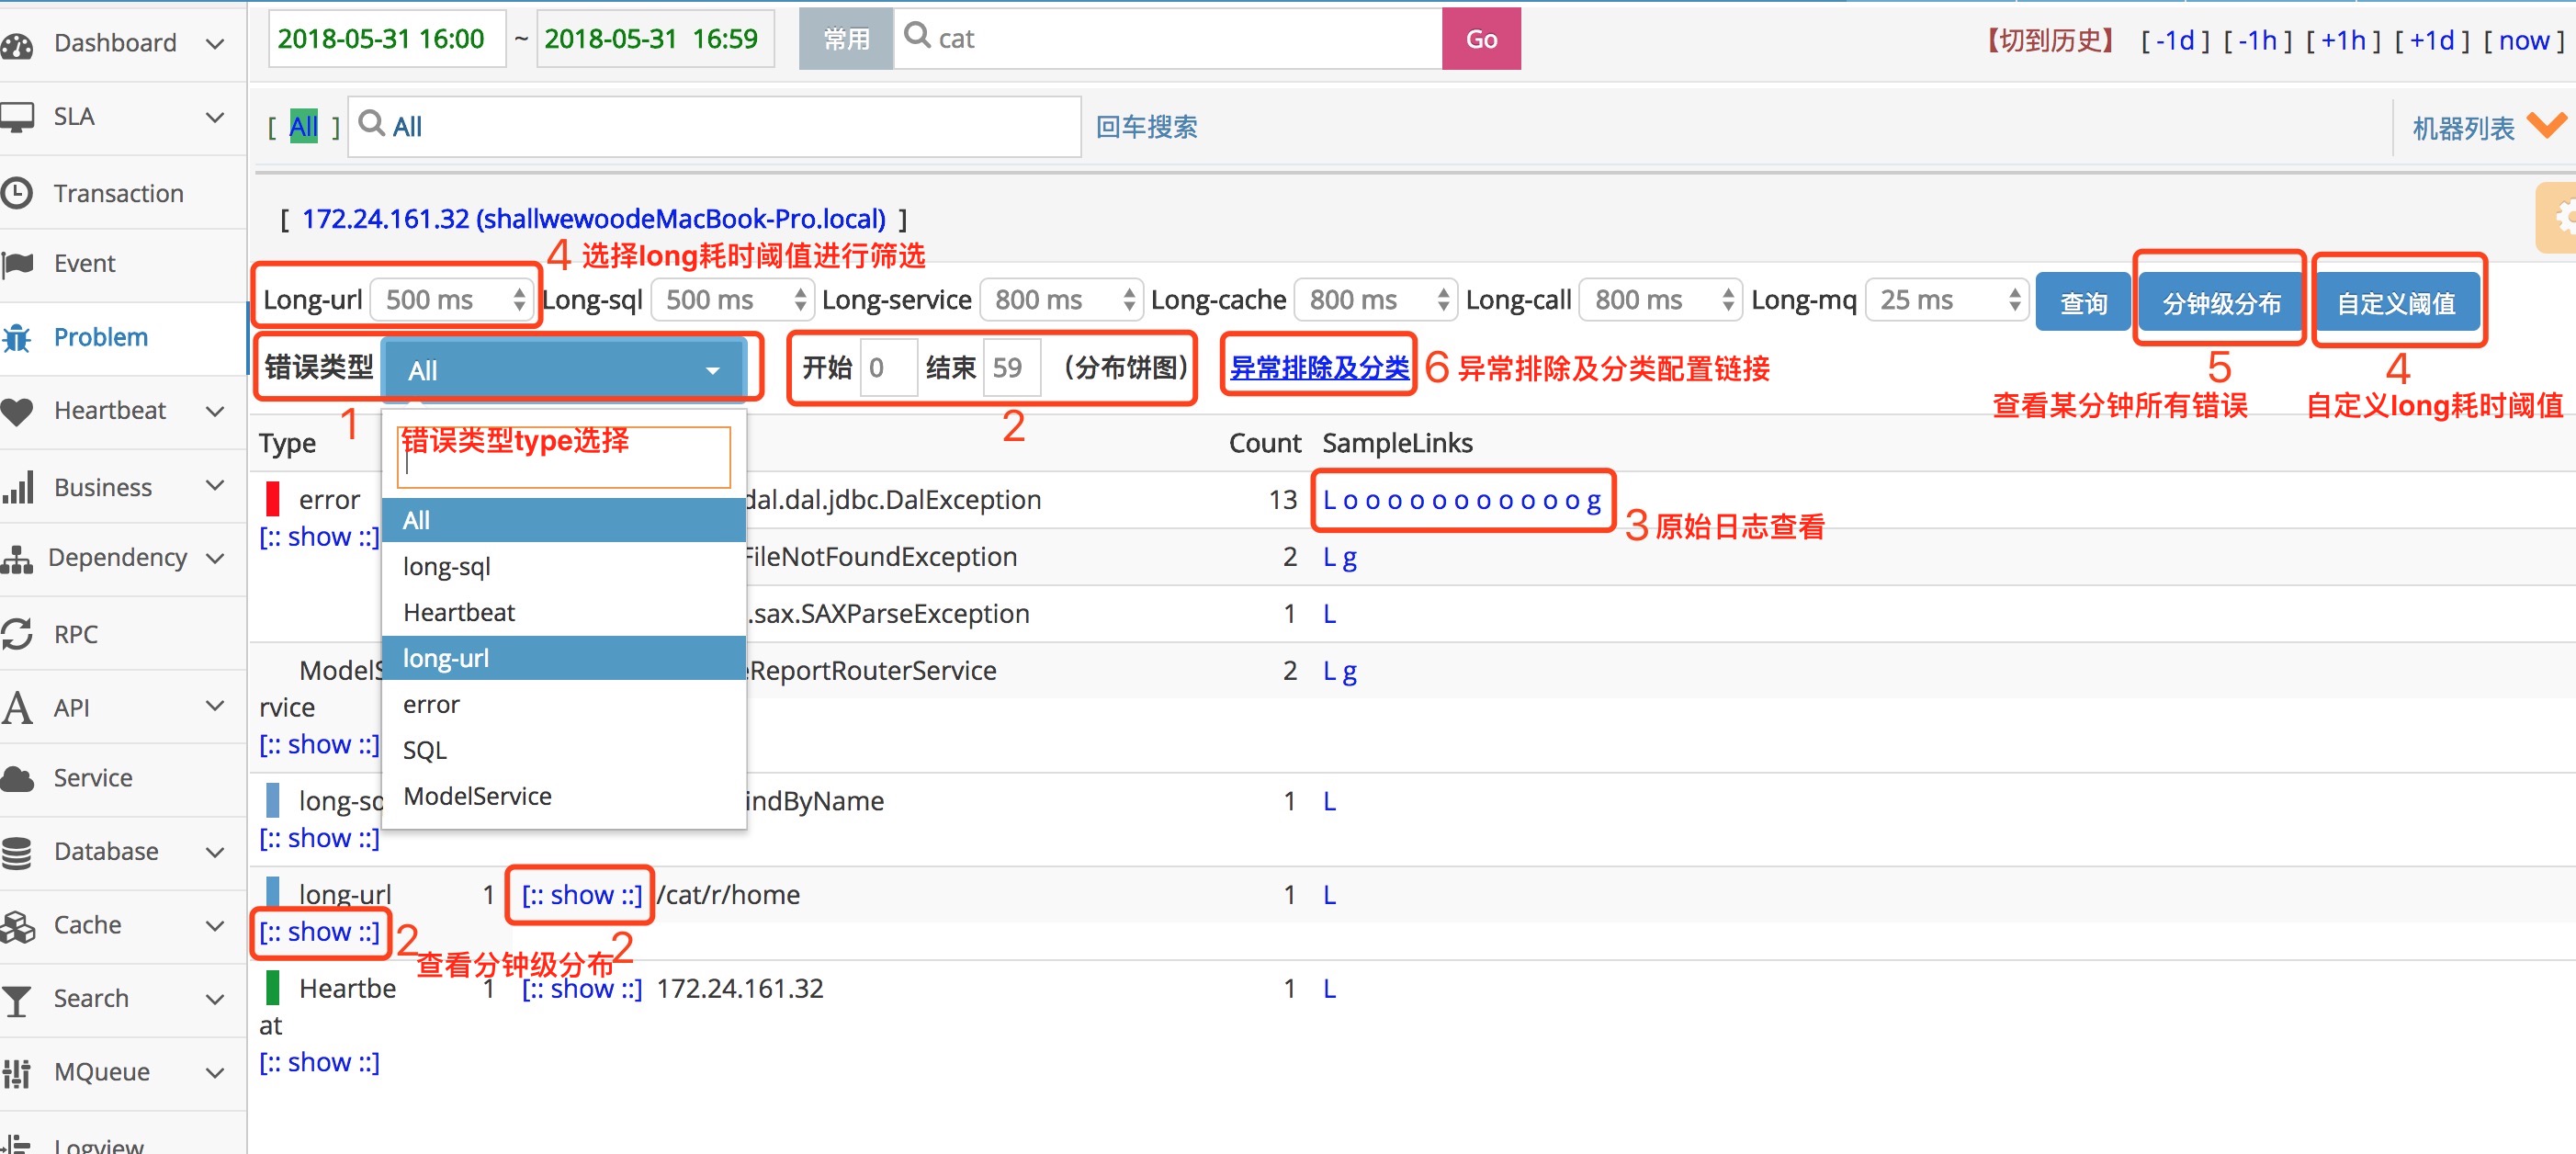 Dashboard
SLA
Transaction
Event
Problem
Heartbeat
Business
Dependency
RPC
API
Service
Database
Cache
Search
MQueue
Logview
2018-05-31 16:00 ~ 2018-05-31 16:59 常用 cat Go 【切到历史】 [ -1d ] [ -1h ] [ +1h ] [ +1d ] [ now ]
[ All ] All 回车搜索 机器列表
[ 172.24.161.32 (shallwewoodeMacBook-Pro.local) ]
4 选择long耗时阈值进行筛选
Long-url 500 ms Long-sql 500 ms Long-service 800 ms Long-cache 800 ms Long-call 800 ms Long-mq 25 ms 查询 分钟级分布 自定义阈值
错误类型 All 开始 0 结束 59 （分布饼图） 异常排除及分类 6 异常排除及分类配置链接
1 2 5 4
查看某分钟所有错误 自定义long耗时阈值
Type Count SampleLinks
错误类型type选择
All
long-sql
Heartbeat
long-url
error
SQL
ModelService
error dal.dal.jdbc.DalException 13 L o o o o o o o o o o o g
[:: show ::]
3 原始日志查看
FileNotFoundException 2 L g
.sax.SAXParseException 1 L
ModelS eReportRouterService 2 L g
rvice
[:: show ::]
long-sq indByName 1 L
[:: show ::]
long-url 1 [:: show ::] /cat/r/home 1 L
[:: show ::] 2 2
查看分钟级分布
Heartbe 1 [:: show ::] 172.24.161.32 1 L
at
[:: show ::]